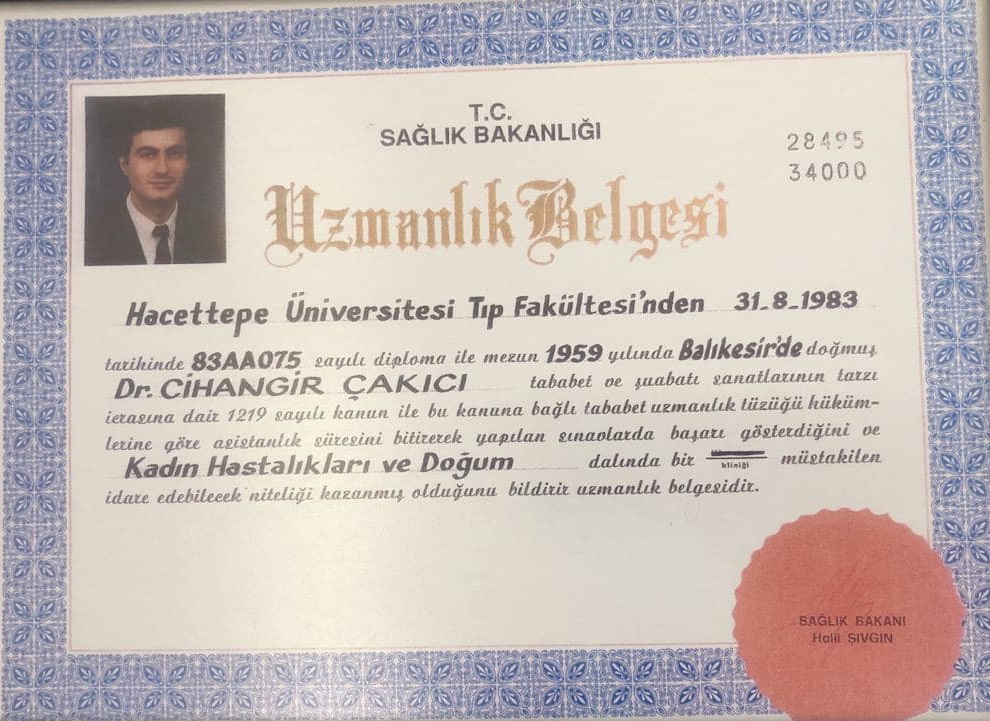 T.C.
SAĞLIK BAKANLIĞI
28495
34000
Uzmanlık Belgesi
Hacettepe Üniversitesi Tıp Fakültesi'nden 31.8.1983
tarihinde 83AA075 sayılı diploma ile mezun 1959 yılında Balıkesir'de doğmuş
Dr. CİHANGİR ÇAKICI tababet ve şuabatı sanatlarının tarzı
icrasına dair 1219 sayılı kanun ile bu kanuna bağlı tababet uzmanlık tüzüğü hüküm-
lerine göre asistanlık süresini bitirerek yapılan sınavlarda başarı gösterdiğini ve
Kadın Hastalıkları ve Doğum dalında bir kliniği müstakilen
idare edebilecek niteliği kazanmış olduğunu bildirir uzmanlık belgesidir.
SAĞLIK BAKANI
Halil ŞIVGIN